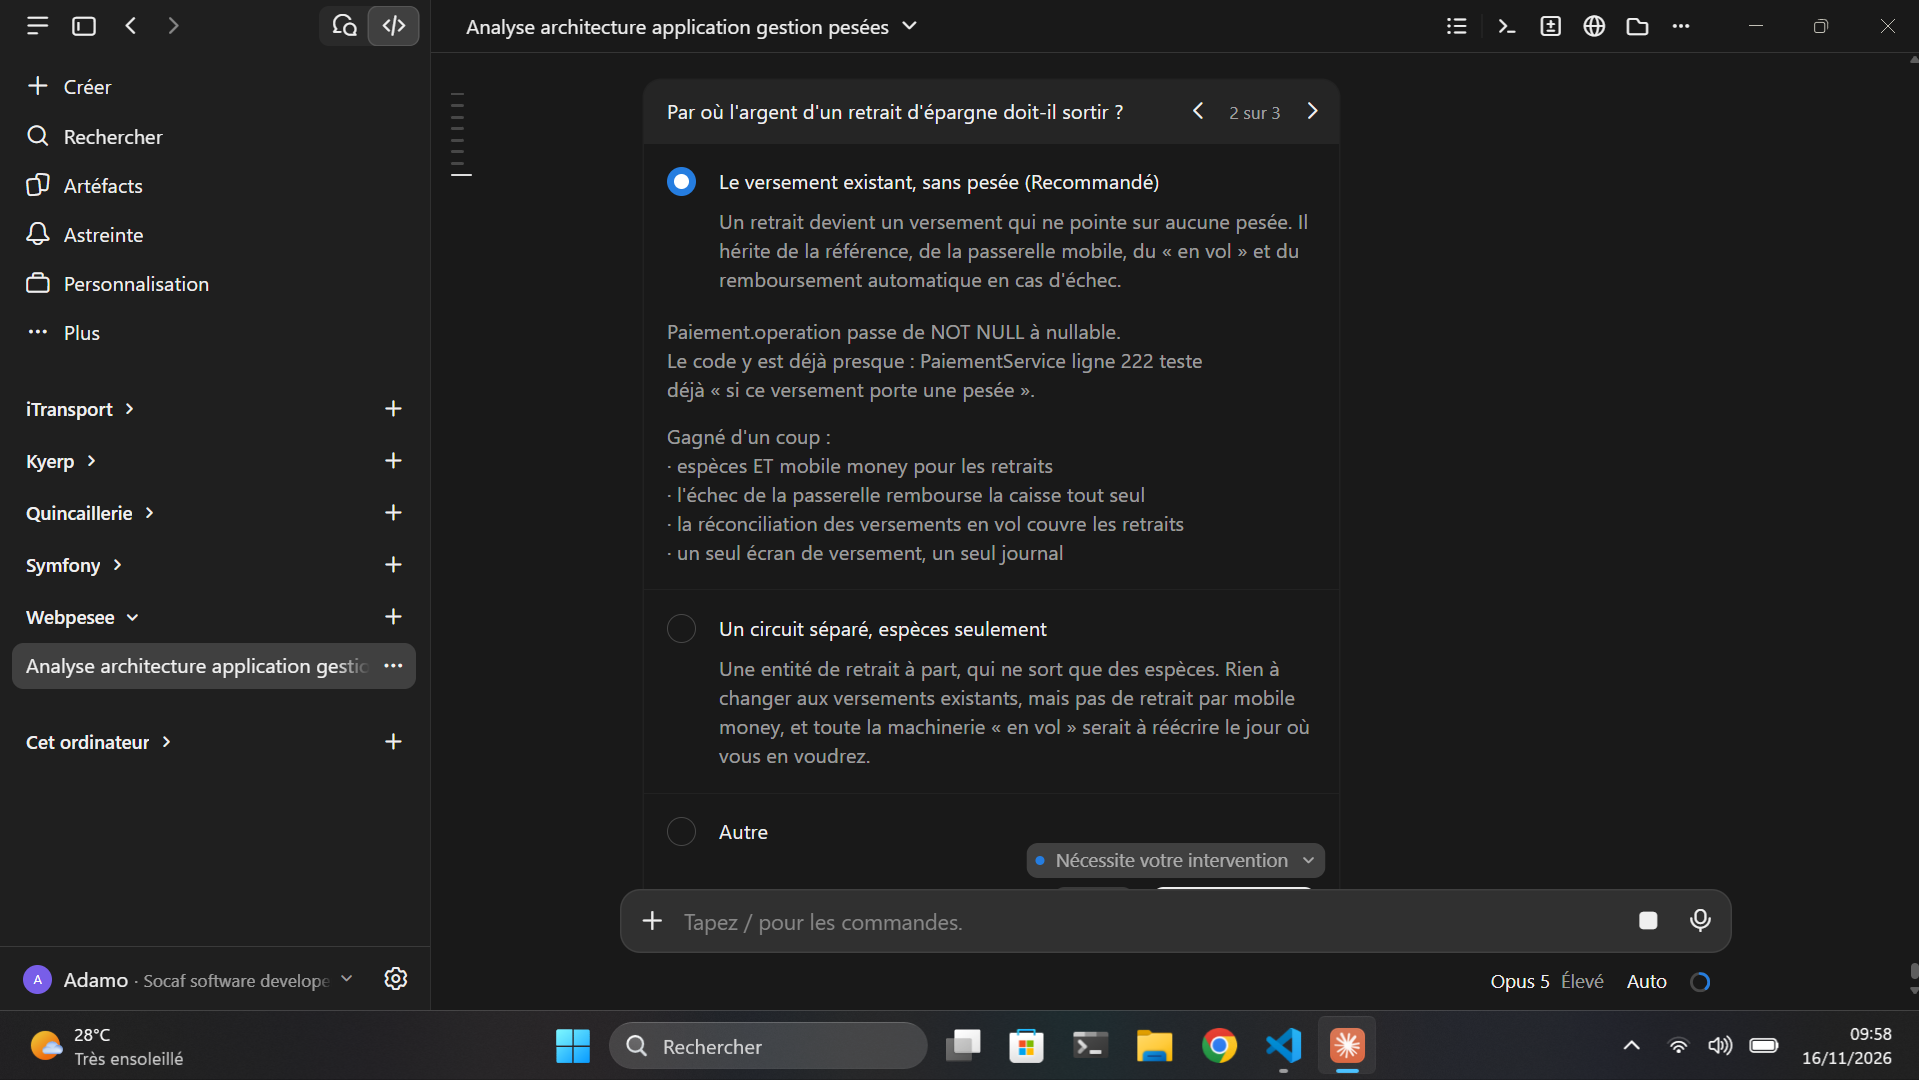 Analyse architecture application gestion pesées
Créer
Rechercher
Artéfacts
Astreinte
Personnalisation
Plus
iTransport
Kyerp
Quincaillerie
Symfony
Webpesee
Analyse architecture application gestio
Cet ordinateur
A
Adamo · Socaf software develope
Par où l'argent d'un retrait d'épargne doit-il sortir ?
2 sur 3
Le versement existant, sans pesée (Recommandé)
Un retrait devient un versement qui ne pointe sur aucune pesée. Il
hérite de la référence, de la passerelle mobile, du « en vol » et du
remboursement automatique en cas d'échec.
Paiement.operation passe de NOT NULL à nullable.
Le code y est déjà presque : PaiementService ligne 222 teste
déjà « si ce versement porte une pesée ».
Gagné d'un coup :
· espèces ET mobile money pour les retraits
· l'échec de la passerelle rembourse la caisse tout seul
· la réconciliation des versements en vol couvre les retraits
· un seul écran de versement, un seul journal
Un circuit séparé, espèces seulement
Une entité de retrait à part, qui ne sort que des espèces. Rien à
changer aux versements existants, mais pas de retrait par mobile
money, et toute la machinerie « en vol » serait à réécrire le jour où
vous en voudrez.
Autre
Nécessite votre intervention
Tapez / pour les commandes.
Opus 5 Élevé Auto
28°C
Très ensoleillé
Rechercher
09:58
16/11/2026